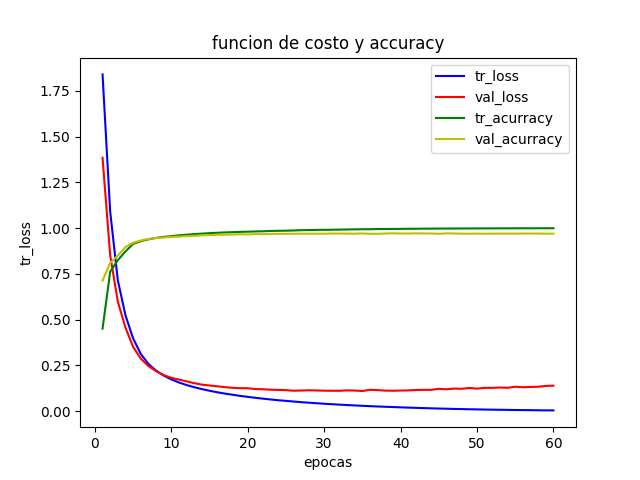 funcion de costo y accuracy
tr_loss
val_loss
tr_acurracy
val_acurracy
tr_loss
1.75
1.50
1.25
1.00
0.75
0.50
0.25
0.00
0 10 20 30 40 50 60
epocas